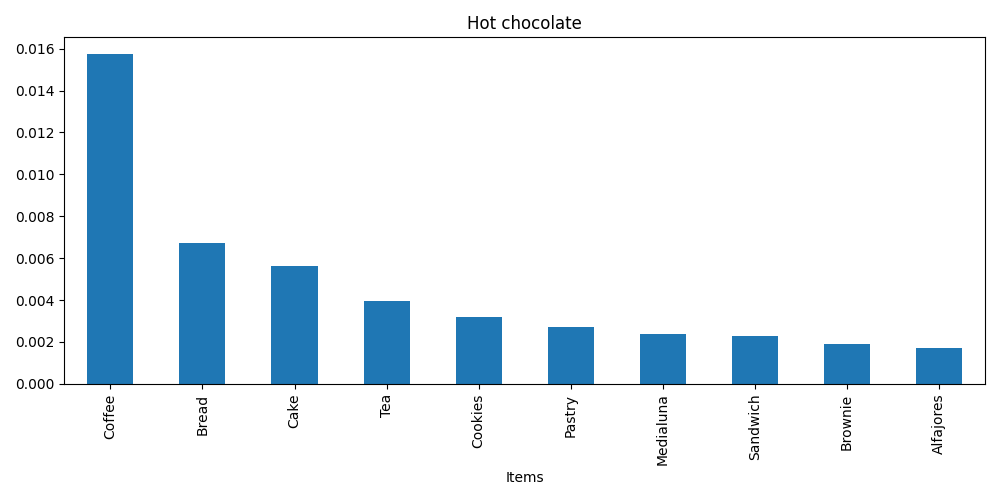 Hot chocolate
0.016
0.014
0.012
0.010
0.008
0.006
0.004
0.002
0.000
Coffee
Bread
Cake
Tea
Cookies
Pastry
Medialuna
Sandwich
Brownie
Alfajores
Items